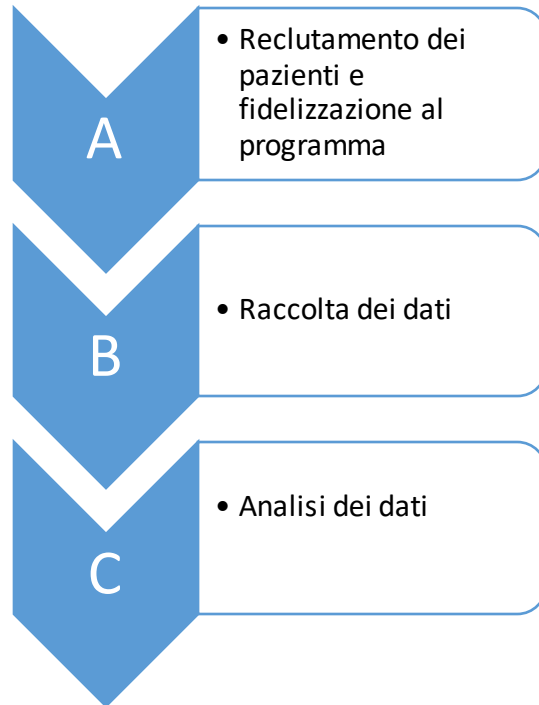 A
• Reclutamento dei
pazienti e
fidelizzazione al
programma
B
• Raccolta dei dati
C
• Analisi dei dati